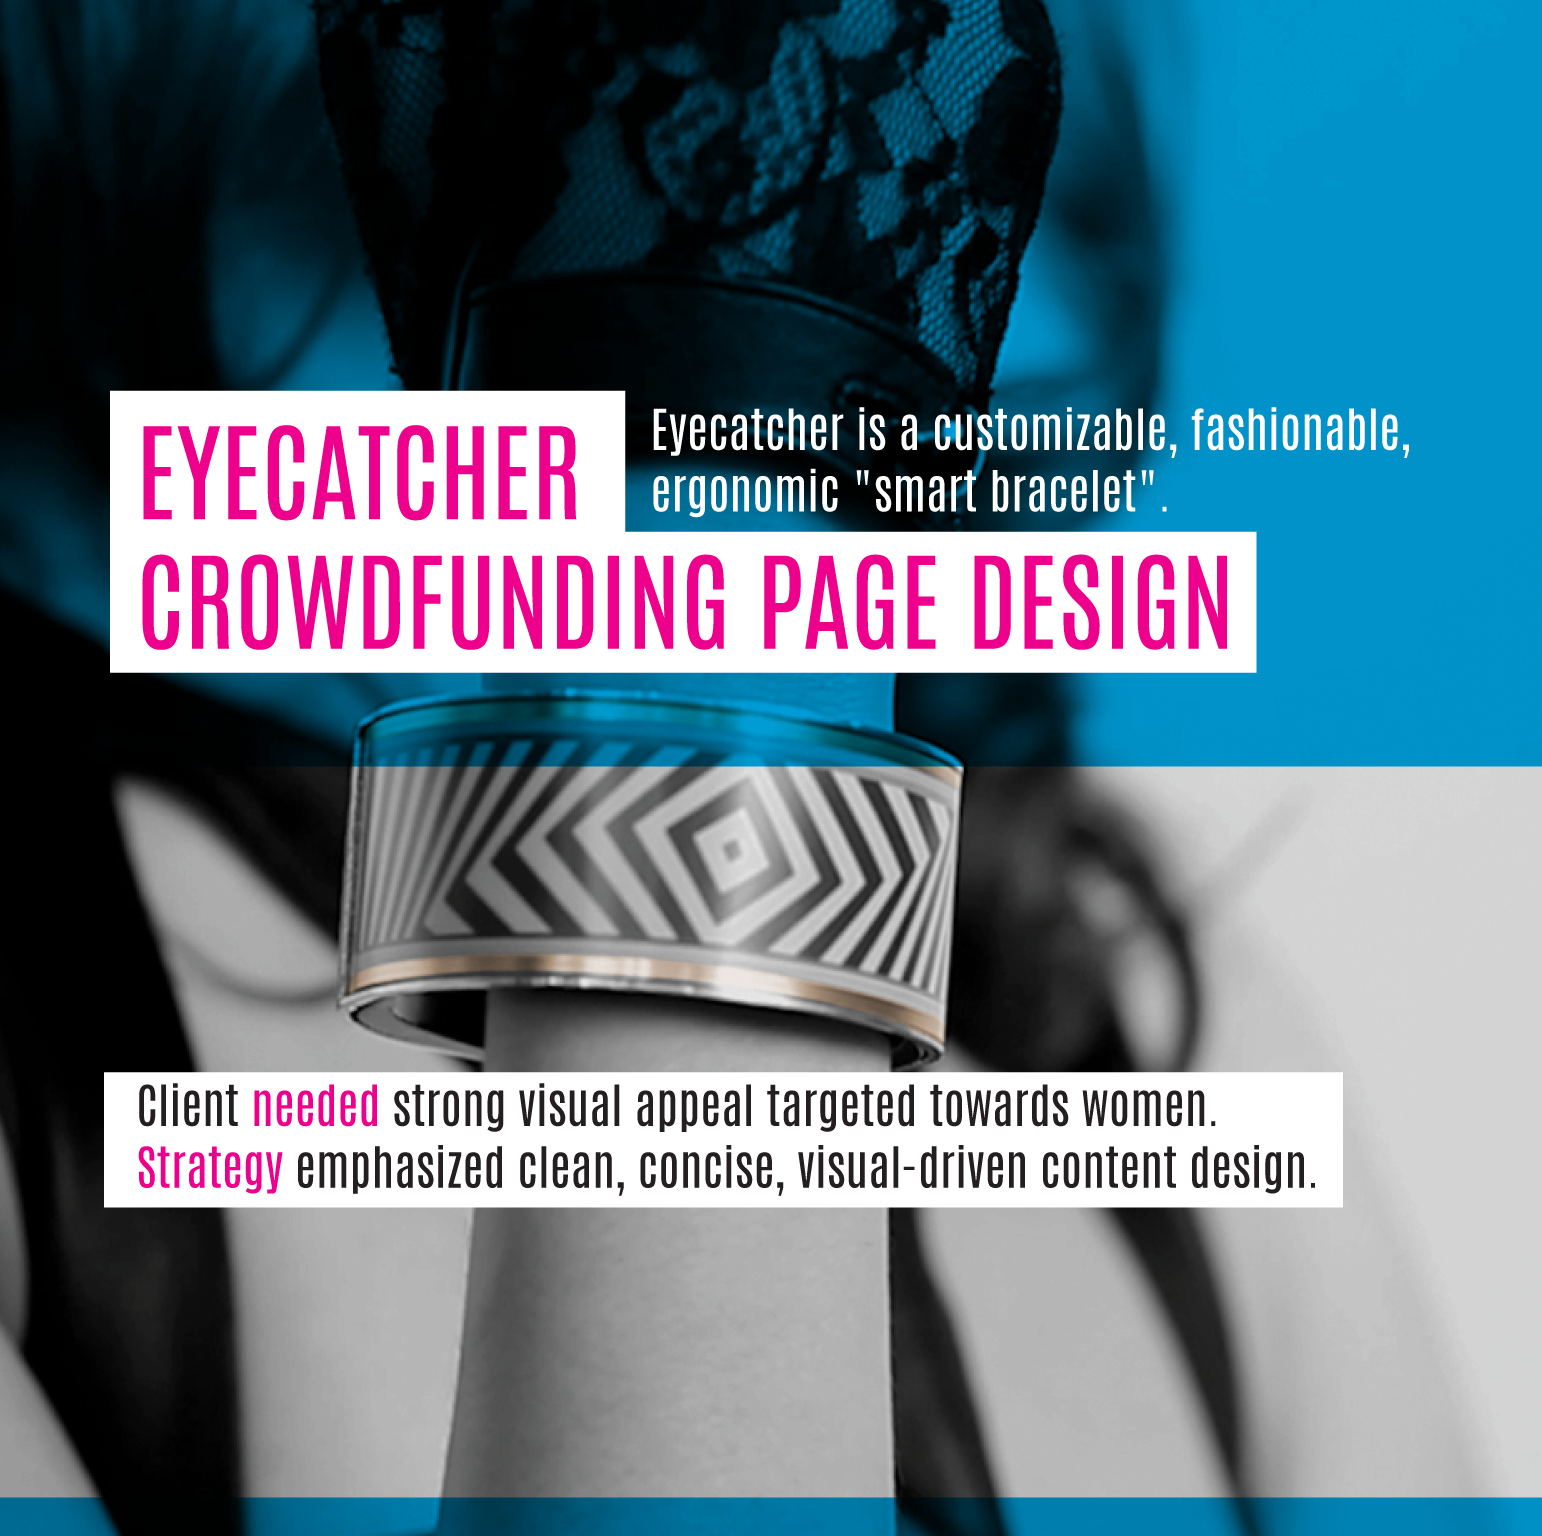 EYECATCHER
Eyecatcher is a customizable, fashionable,
ergonomic "smart bracelet".
CROWDFUNDING PAGE DESIGN
Client needed strong visual appeal targeted towards women.
Strategy emphasized clean, concise, visual-driven content design.